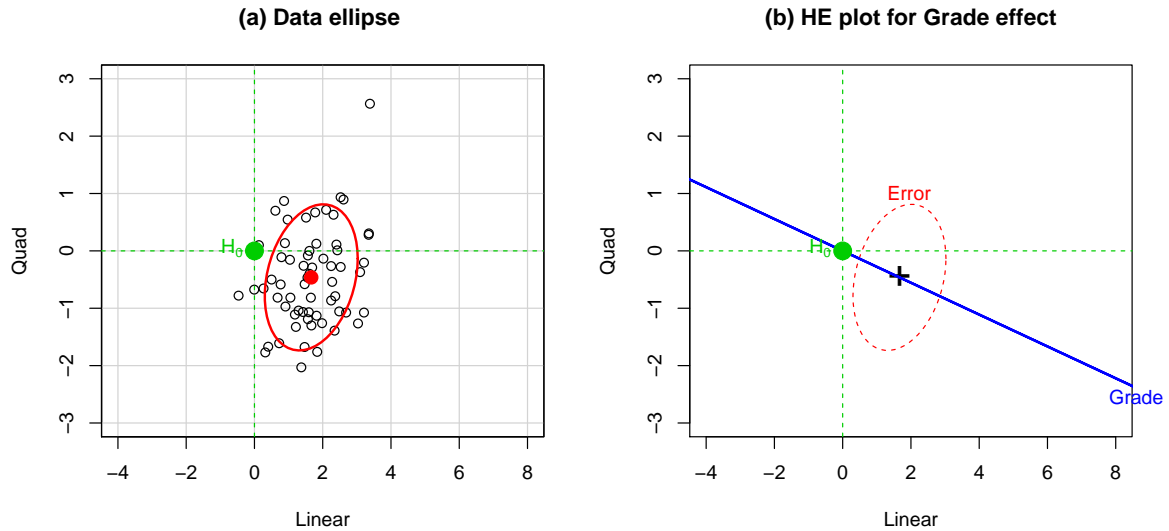 (a) Data ellipse
3
2
1
0
−1
−2
−3
Quad
H0
−4 −2 0 2 4 6 8
Linear
(b) HE plot for Grade effect
3
2
1
0
−1
−2
−3
Quad
Error
H0
Grade
−4 −2 0 2 4 6 8
Linear